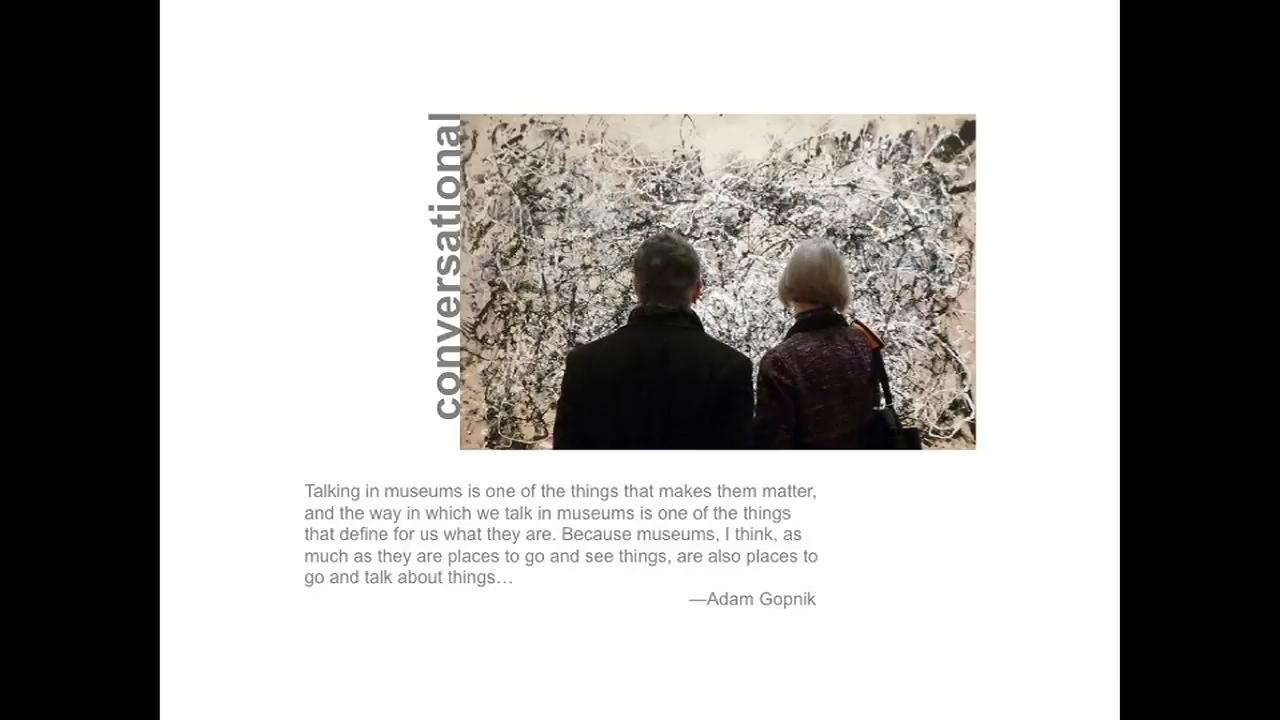 conversational
Talking in museums is one of the things that makes them matter,
and the way in which we talk in museums is one of the things
that define for us what they are. Because museums, I think, as
much as they are places to go and see things, are also places to
go and talk about things…
—Adam Gopnik